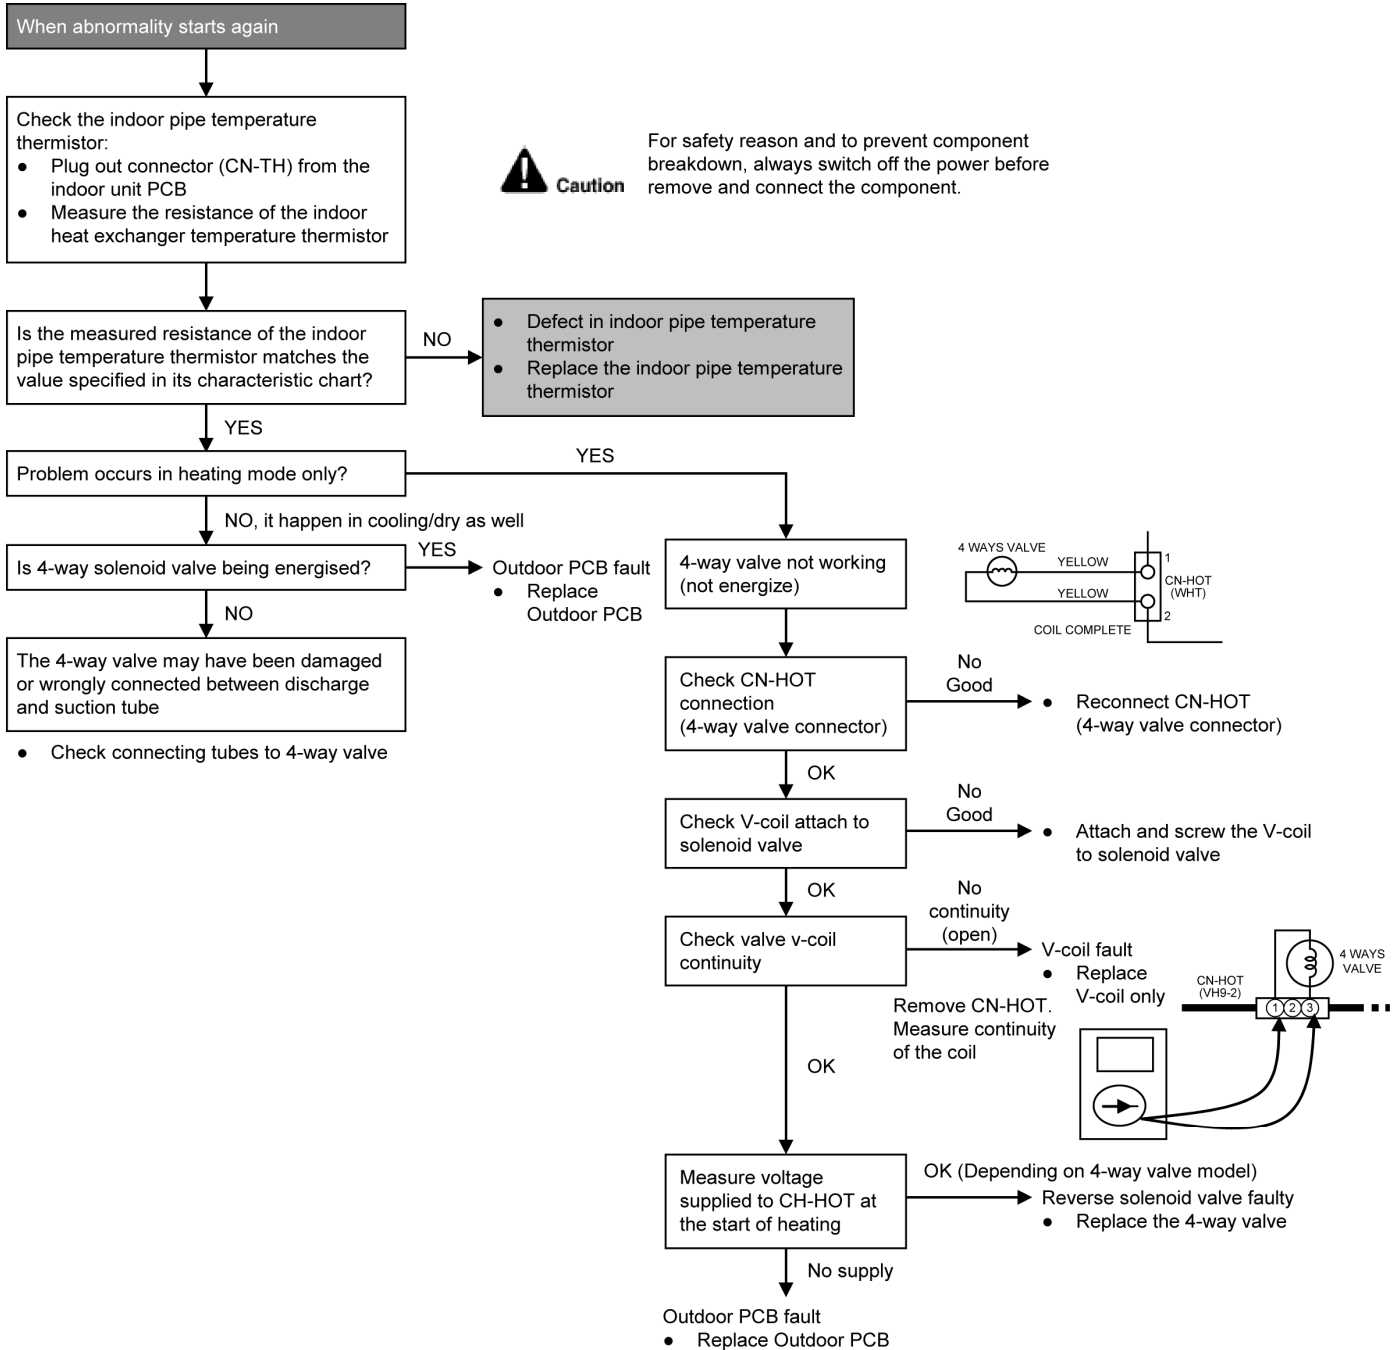 When abnormality starts again
Check the indoor pipe temperature
thermistor:
● Plug out connector (CN-TH) from the
indoor unit PCB
● Measure the resistance of the indoor
heat exchanger temperature thermistor
Caution
For safety reason and to prevent component
breakdown, always switch off the power before
remove and connect the component.
Is the measured resistance of the indoor
pipe temperature thermistor matches the
value specified in its characteristic chart?
NO
● Defect in indoor pipe temperature
thermistor
● Replace the indoor pipe temperature
thermistor
YES
Problem occurs in heating mode only?
YES
NO, it happen in cooling/dry as well
Is 4-way solenoid valve being energised?
YES
Outdoor PCB fault
● Replace
Outdoor PCB
NO
The 4-way valve may have been damaged
or wrongly connected between discharge
and suction tube
● Check connecting tubes to 4-way valve
4-way valve not working
(not energize)
4 WAYS VALVE
YELLOW
YELLOW
1
CN-HOT
(WHT)
2
COIL COMPLETE
Check CN-HOT
connection
(4-way valve connector)
No
Good
● Reconnect CN-HOT
(4-way valve connector)
OK
Check V-coil attach to
solenoid valve
No
Good
● Attach and screw the V-coil
to solenoid valve
OK
Check valve v-coil
continuity
No
continuity
(open)
V-coil fault
● Replace
V-coil only
Remove CN-HOT.
Measure continuity
of the coil
4 WAYS
VALVE
CN-HOT
(VH9-2)
1 2 3
OK
Measure voltage
supplied to CH-HOT at
the start of heating
OK (Depending on 4-way valve model)
Reverse solenoid valve faulty
● Replace the 4-way valve
No supply
Outdoor PCB fault
● Replace Outdoor PCB